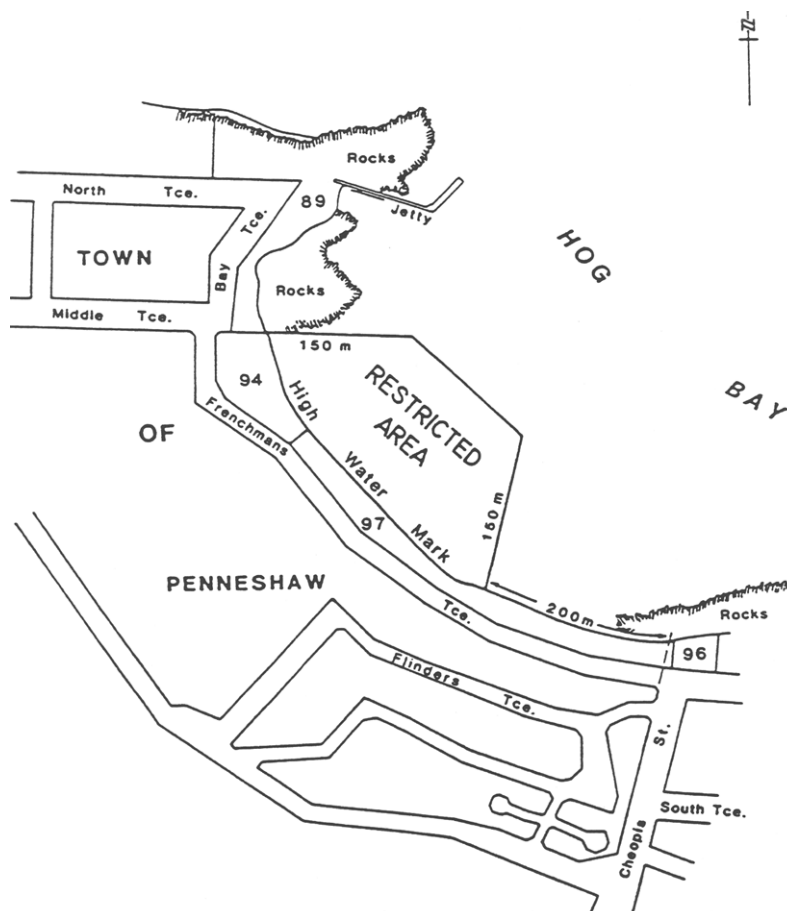 N
Rocks
North Tce.
89
Jetty
Tce.
HOG
TOWN
Bay
Rocks
Middle Tce.
150 m
RESTRICTED
AREA
94
High
BAY
Frenchmans
OF
Water
97
Mark
150 m
PENNESHAW
200m
Rocks
Tce.
96
Flinders
Tce.
St.
South Tce.
Cheopis